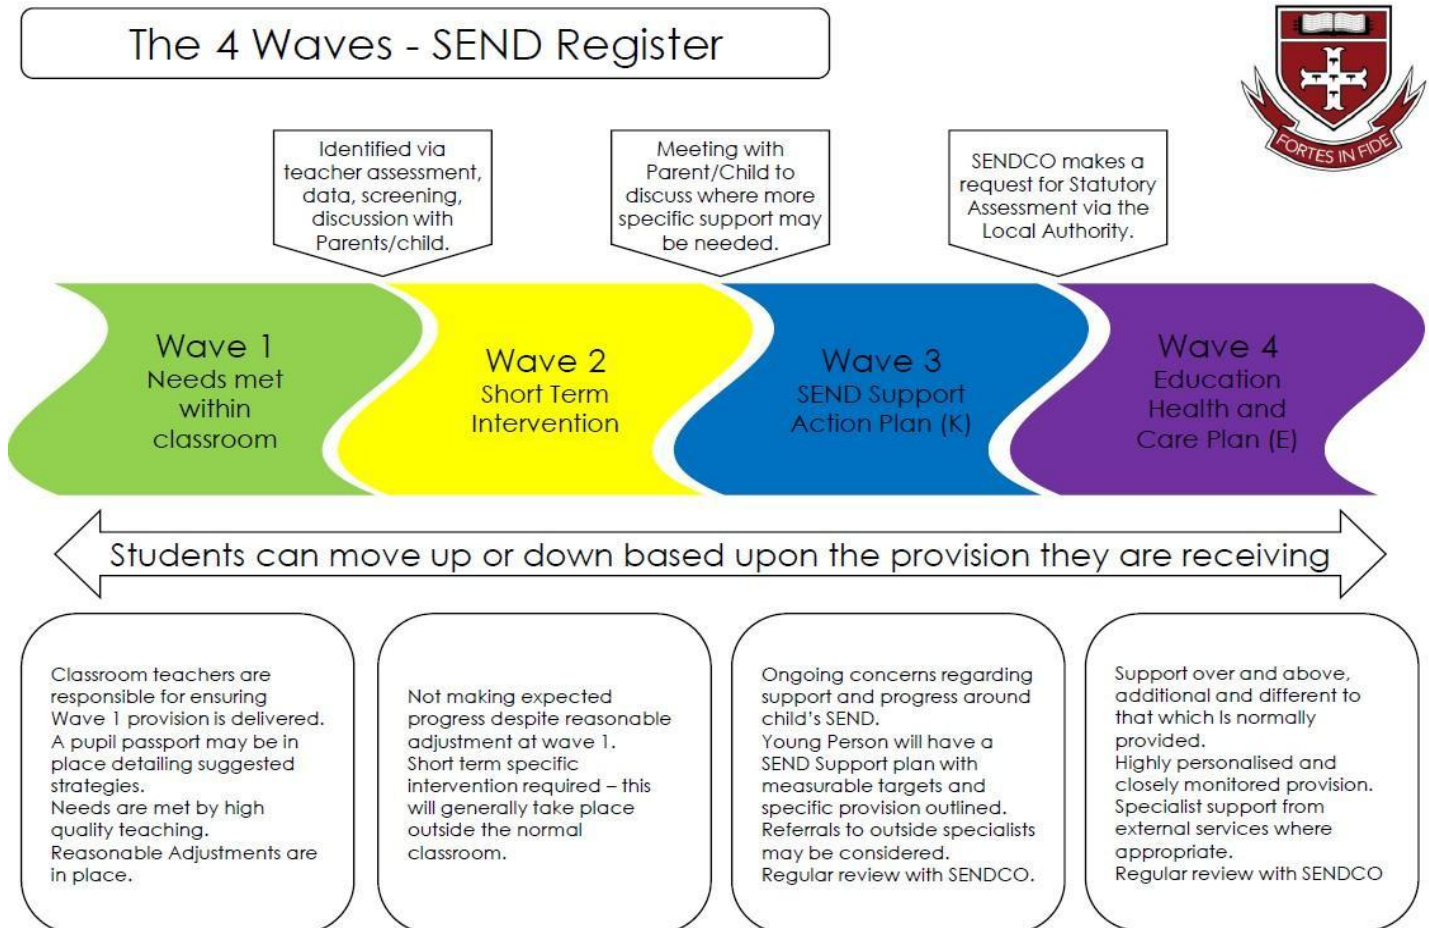 The 4 Waves - SEND Register
FORTES IN FIDE
Identified via
teacher assessment,
data, screening,
discussion with
Parents/child.
Meeting with
Parent/Child to
discuss where more
specific support may
be needed.
SENDCO makes a
request for Statutory
Assessment via the
Local Authority.
Wave 1
Needs met
within
classroom
Wave 2
Short Term
Intervention
Wave 3
SEND Support
Action Plan (K)
Wave 4
Education
Health and
Care Plan (E)
Students can move up or down based upon the provision they are receiving
Classroom teachers are
responsible for ensuring
Wave 1 provision is delivered.
A pupil passport may be in
place detailing suggested
strategies.
Needs are met by high
quality teaching.
Reasonable Adjustments are
in place.
Not making expected
progress despite reasonable
adjustment at wave 1.
Short term specific
intervention required – this
will generally take place
outside the normal
classroom.
Ongoing concerns regarding
support and progress around
child's SEND.
Young Person will have a
SEND Support plan with
measurable targets and
specific provision outlined.
Referrals to outside specialists
may be considered.
Regular review with SENDCO.
Support over and above,
additional and different to
that which Is normally
provided.
Highly personalised and
closely monitored provision.
Specialist support from
external services where
appropriate.
Regular review with SENDCO